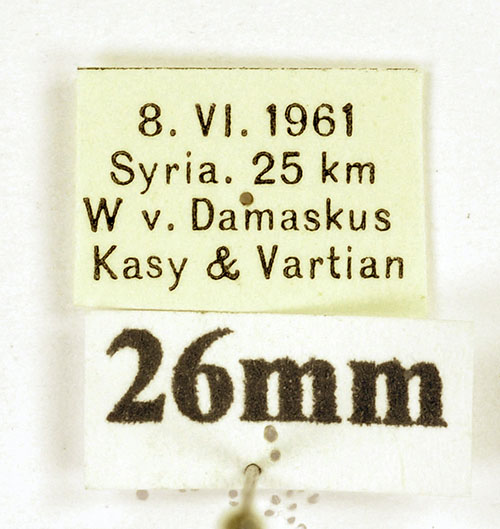 8. VI. 1961
Syria. 25 km
W v. Damaskus
Kasy & Vartian
26mm